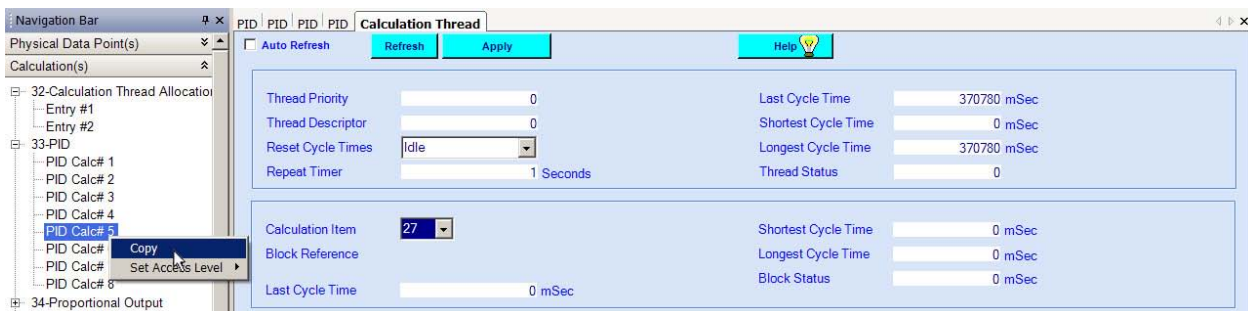 Navigation Bar
PID PID PID PID Calculation Thread
Physical Data Point(s)
Auto Refresh Refresh Apply Help
Calculation(s)
32-Calculation Thread Allocation
Entry #1
Entry #2
33-PID
PID Calc# 1
PID Calc# 2
PID Calc# 3
PID Calc# 4
PID Calc# 5
PID Calc#
PID Calc#
PID Calc# 8
34-Proportional Output
Copy
Set Access Level
Thread Priority 0
Thread Descriptor 0
Reset Cycle Times Idle
Repeat Timer 1 Seconds
Last Cycle Time 370780 mSec
Shortest Cycle Time 0 mSec
Longest Cycle Time 370780 mSec
Thread Status 0
Calculation Item 27
Block Reference
Last Cycle Time 0 mSec
Shortest Cycle Time 0 mSec
Longest Cycle Time 0 mSec
Block Status 0 mSec